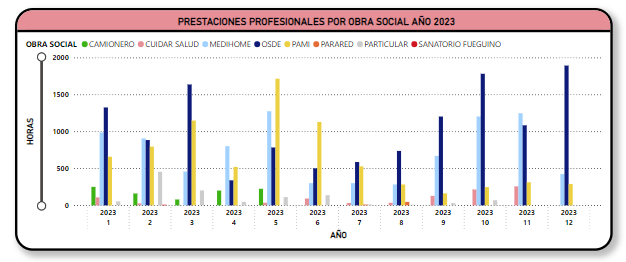 PRESTACIONES PROFESIONALES POR OBRA SOCIAL AÑO 2023
OBRA SOCIAL CAMIONERO CUIDAR SALUD MEDIHOME OSDE PAMI PARARED PARTICULAR SANATORIO FUEGUINO
2000
1500
1000
500
0
HORAS
2023 2023 2023 2023 2023 2023 2023 2023 2023 2023 2023 2023
1 2 3 4 5 6 7 8 9 10 11 12
AÑO